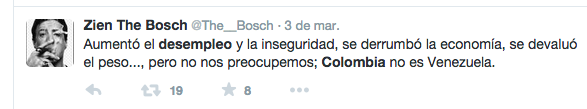 Zien The Bosch @The__Bosch · 3 de mar.
Aumentó el desempleo y la inseguridad, se derrumbó la economía, se devaluó
el peso..., pero no nos preocupemos; Colombia no es Venezuela.
19 8